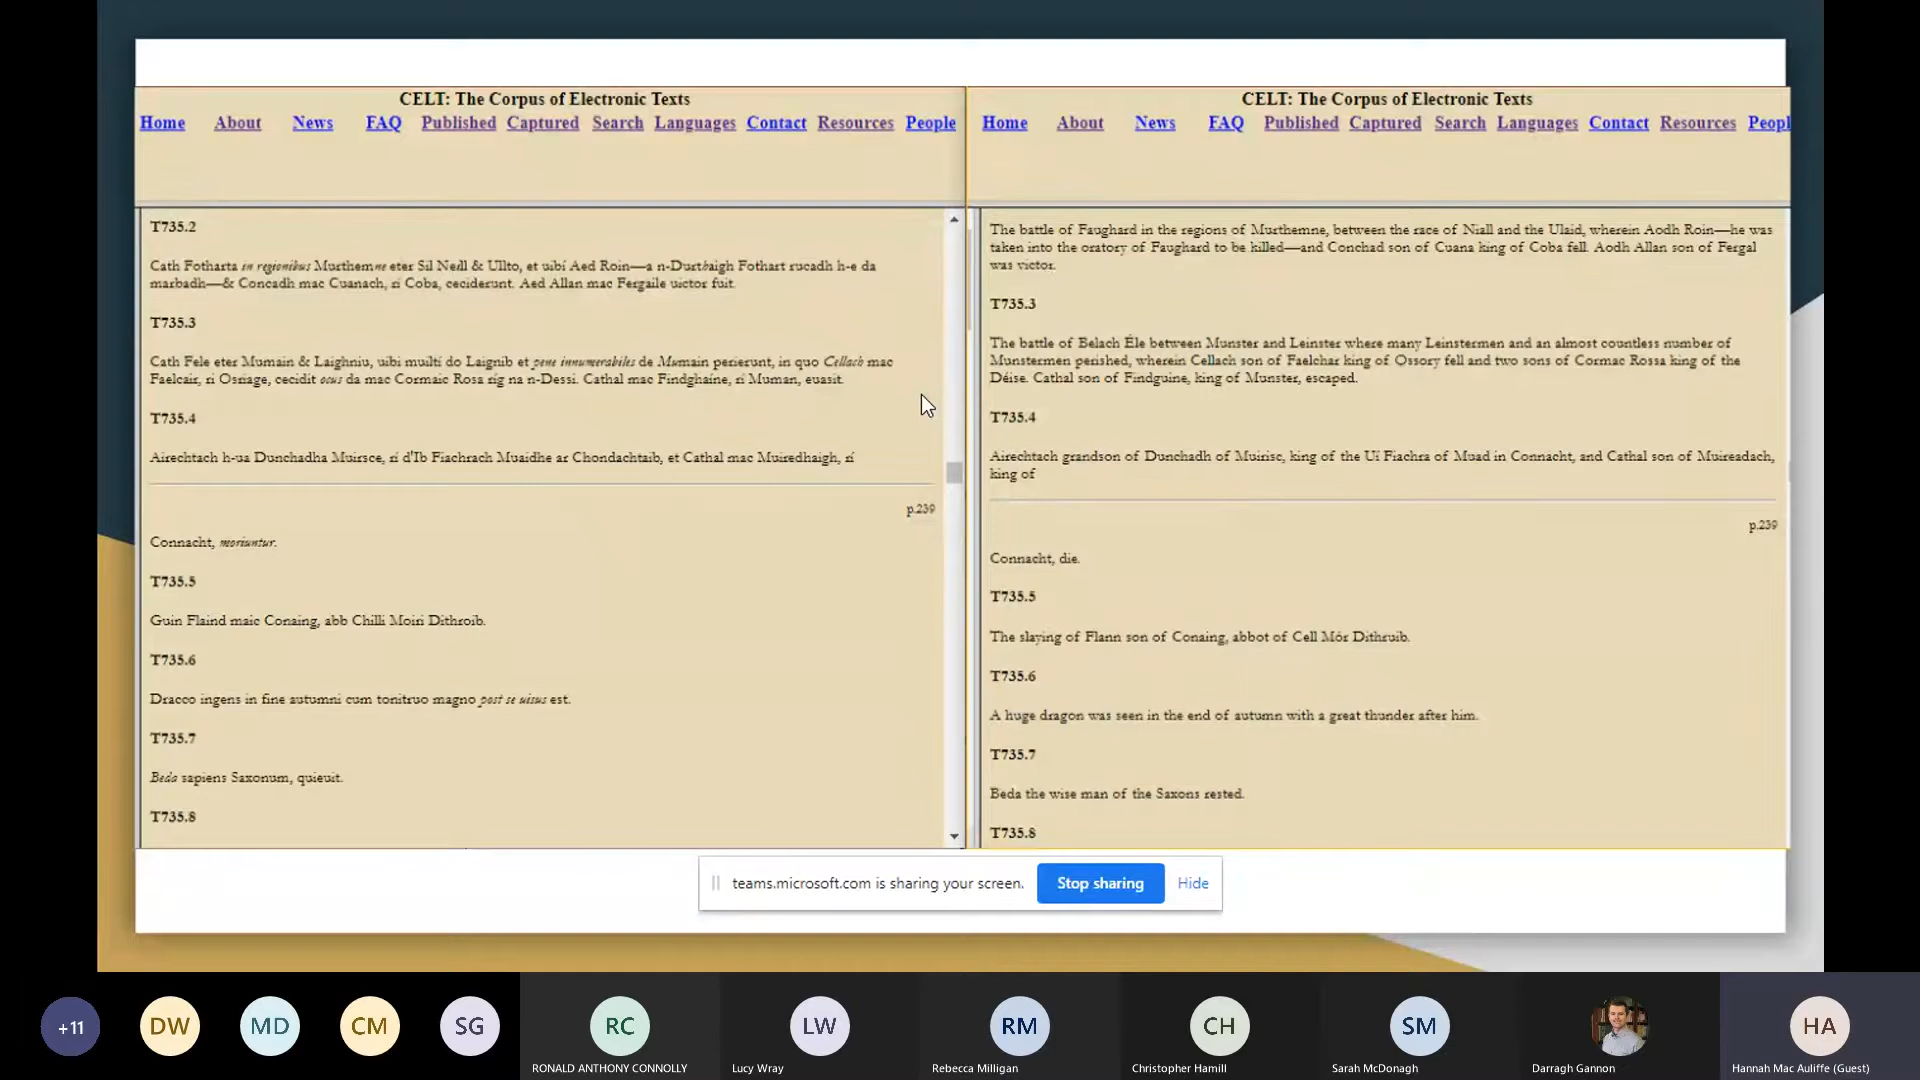 CELT: The Corpus of Electronic Texts
Home About News FAQ Published Captured Search Languages Contact Resources People
T735.2
Cath Fotharta in regionibus Murthemne eter Sil Neill & Ullto, et uibí Aed Roin—a n-Durthaigh Fothart rucadh h-e da
marbadh—& Concadh mac Cuanach, rí Coba, ceciderunt. Aed Allan mac Fergaile uictor fuit.
T735.3
Cath Fele eter Mumain & Laighniu, uibi muiltí do Laignib et pene innumerabiles de Mumain perierunt, in quo Cellach mac
Faelcair, ri Osriage, cecidit ocus da mac Cormaic Rosa ríg na n-Dessi. Cathal mac Findghaíne, rí Muman, euasit.
T735.4
Airechtach h-ua Dunchadha Muirsce, rí d'Ib Fiachrach Muaidhe ar Chondachtaib, et Cathal mac Muiredhaigh, rí
p.239
Connacht, moriuntur.
T735.5
Guin Flaind maic Conaing, abb Chilli Moiri Dithroib.
T735.6
Dracco ingens in fine autumni cum tonitruo magno post se uisus est.
T735.7
Beda sapiens Saxonum, quieuit.
T735.8
CELT: The Corpus of Electronic Texts
Home About News FAQ Published Captured Search Languages Contact Resources Peopl
The battle of Faughard in the regions of Murthemne, between the race of Niall and the Ulaid, wherein Aodh Roin—he was
taken into the oratory of Faughard to be killed—and Conchad son of Cuana king of Coba fell. Aodh Allan son of Fergal
was victor.
T735.3
The battle of Belach Éle between Munster and Leinster where many Leinstermen and an almost countless number of
Munstermen perished, wherein Cellach son of Faelchar king of Ossory fell and two sons of Cormac Rossa king of the
Déise. Cathal son of Findguine, king of Munster, escaped.
T735.4
Airechtach grandson of Dunchadh of Muirisc, king of the Uí Fiachra of Muad in Connacht, and Cathal son of Muireadach,
king of
p.239
Connacht, die.
T735.5
The slaying of Flann son of Conaing, abbot of Cell Mór Dithruib.
T735.6
A huge dragon was seen in the end of autumn with a great thunder after him.
T735.7
Beda the wise man of the Saxons rested.
T735.8
teams.microsoft.com is sharing your screen. Stop sharing Hide
+11 DW MD CM SG RC LW RM CH SM HA
RONALD ANTHONY CONNOLLY Lucy Wray Rebecca Milligan Christopher Hamill Sarah McDonagh Darragh Gannon Hannah Mac Auliffe (Guest)